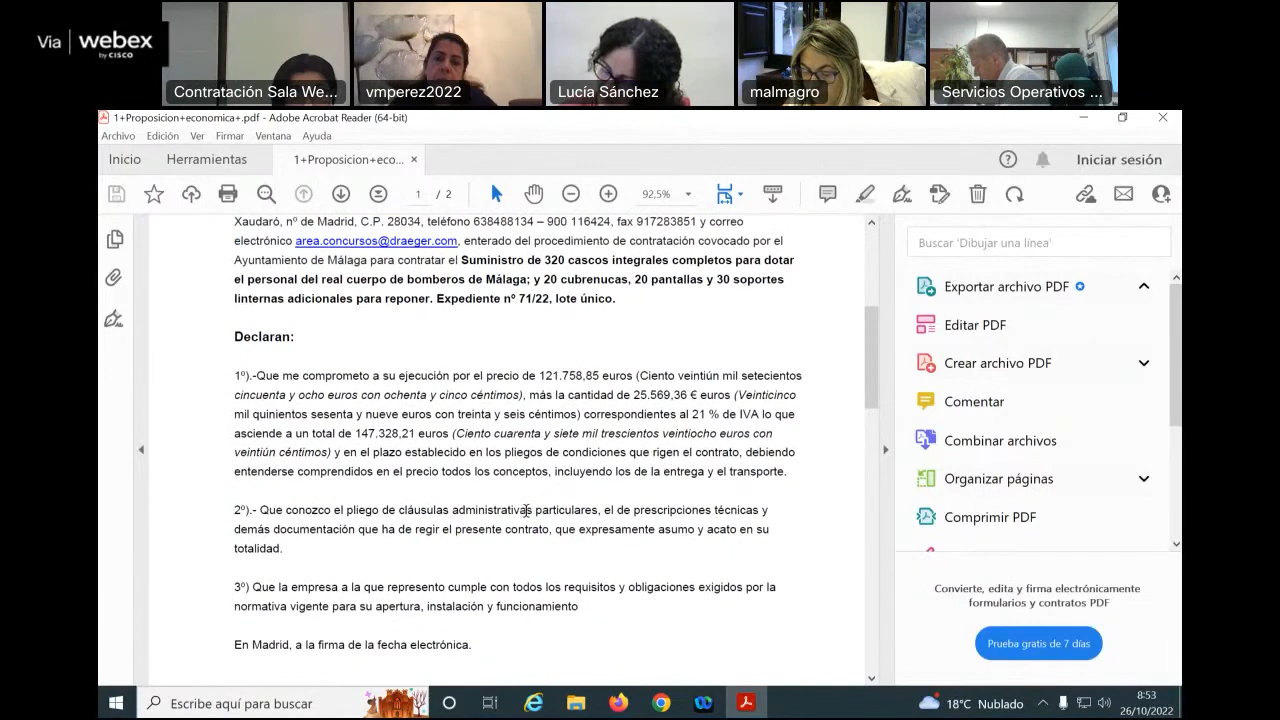 Via webex
by CISCO
Contratación Sala We...
vmperez2022
Lucía Sánchez
malmagro
Servicios Operativos ...
1+Proposicion+economica+.pdf - Adobe Acrobat Reader (64-bit)
Archivo Edición Ver Firmar Ventana Ayuda
Inicio Herramientas 1+Proposicion+eco... Iniciar sesión
1 / 2 92,5%
Xaudaró, nº de Madrid, C.P. 28034, teléfono 638488134 – 900 116424, fax 917283851 y correo
electrónico area.concursos@draeger.com, enterado del procedimiento de contratación covocado por el
Ayuntamiento de Málaga para contratar el Suministro de 320 cascos integrales completos para dotar
el personal del real cuerpo de bomberos de Málaga; y 20 cubrenucas, 20 pantallas y 30 soportes
linternas adicionales para reponer. Expediente nº 71/22, lote único.
Declaran:
1º).-Que me comprometo a su ejecución por el precio de 121.758,85 euros (Ciento veintiún mil setecientos
cincuenta y ocho euros con ochenta y cinco céntimos), más la cantidad de 25.569,36 € euros (Veinticinco
mil quinientos sesenta y nueve euros con treinta y seis céntimos) correspondientes al 21 % de IVA lo que
asciende a un total de 147.328,21 euros (Ciento cuarenta y siete mil trescientos veintiocho euros con
veintiún céntimos) y en el plazo establecido en los pliegos de condiciones que rigen el contrato, debiendo
entenderse comprendidos en el precio todos los conceptos, incluyendo los de la entrega y el transporte.
2º).- Que conozco el pliego de cláusulas administrativas particulares, el de prescripciones técnicas y
demás documentación que ha de regir el presente contrato, que expresamente asumo y acato en su
totalidad.
3º) Que la empresa a la que represento cumple con todos los requisitos y obligaciones exigidos por la
normativa vigente para su apertura, instalación y funcionamiento
En Madrid, a la firma de la fecha electrónica.
Buscar 'Dibujar una línea'
Exportar archivo PDF
Editar PDF
Crear archivo PDF
Comentar
Combinar archivos
Organizar páginas
Comprimir PDF
Convierte, edita y firma electrónicamente
formularios y contratos PDF
Prueba gratis de 7 días
Escribe aquí para buscar
18°C Nublado
8:53
26/10/2022